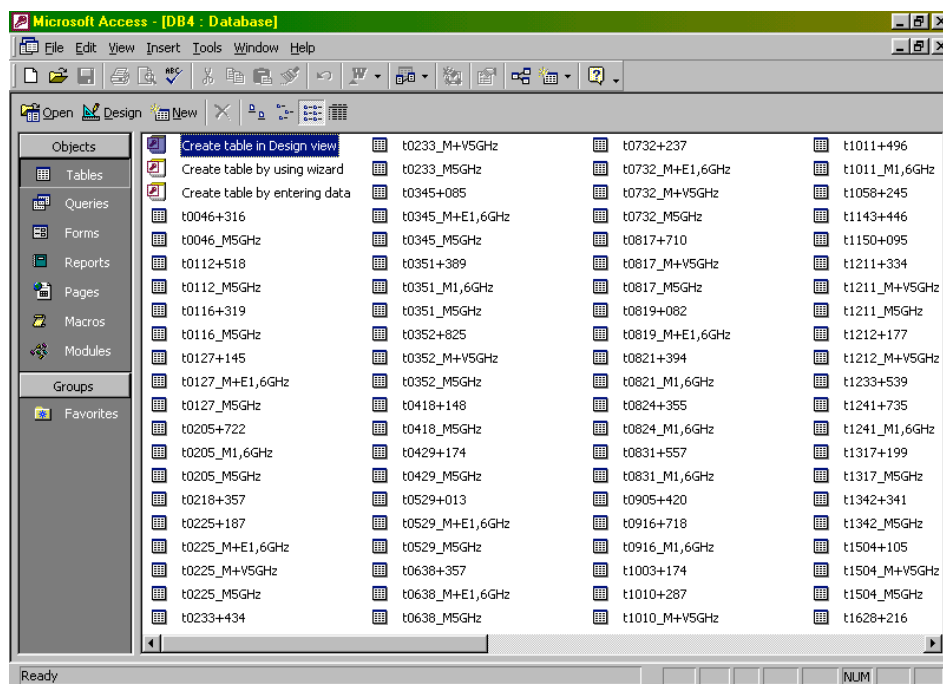 Microsoft Access - [DB4 : Database]
File Edit View Insert Tools Window Help
Open Design New
Objects
Tables
Queries
Forms
Reports
Pages
Macros
Modules
Groups
Favorites
Create table in Design view
Create table by using wizard
Create table by entering data
t0046+316
t0046_M5GHz
t0112+518
t0112_M5GHz
t0116+319
t0116_M5GHz
t0127+145
t0127_M+E1,6GHz
t0127_M5GHz
t0205+722
t0205_M1,6GHz
t0205_M5GHz
t0218+357
t0225+187
t0225_M+E1,6GHz
t0225_M+V5GHz
t0225_M5GHz
t0233+434
t0233_M+V5GHz
t0233_M5GHz
t0345+085
t0345_M+E1,6GHz
t0345_M5GHz
t0351+389
t0351_M1,6GHz
t0351_M5GHz
t0352+825
t0352_M+V5GHz
t0352_M5GHz
t0418+148
t0418_M5GHz
t0429+174
t0429_M5GHz
t0529+013
t0529_M+E1,6GHz
t0529_M5GHz
t0638+357
t0638_M+E1,6GHz
t0638_M5GHz
t0732+237
t0732_M+E1,6GHz
t0732_M+V5GHz
t0732_M5GHz
t0817+710
t0817_M+V5GHz
t0817_M5GHz
t0819+082
t0819_M+E1,6GHz
t0821+394
t0821_M1,6GHz
t0824+355
t0824_M1,6GHz
t0831+557
t0831_M1,6GHz
t0905+420
t0916+718
t0916_M1,6GHz
t1003+174
t1010+287
t1010_M+V5GHz
t1011+496
t1011_M1,6GHz
t1058+245
t1143+446
t1150+095
t1211+334
t1211_M+V5GHz
t1211_M5GHz
t1212+177
t1212_M+V5GHz
t1233+539
t1241+735
t1241_M1,6GHz
t1317+199
t1317_M5GHz
t1342+341
t1342_M5GHz
t1504+105
t1504_M+V5GHz
t1504_M5GHz
t1628+216
Ready
NUM